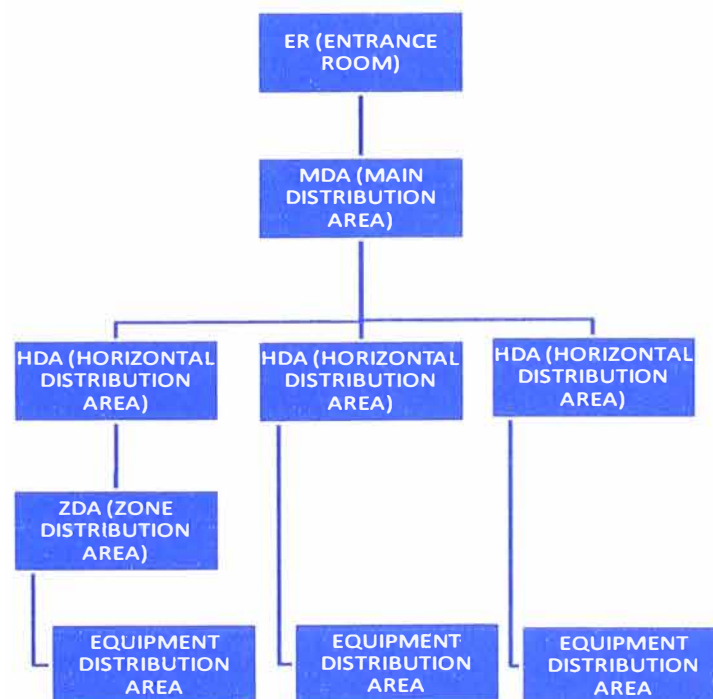 ER (ENTRANCE
ROOM)
MDA (MAIN
DISTRIBUTION
AREA)
HDA (HORIZONTAL
DISTRIBUTION
AREA)
HDA (HORIZONTAL
DISTRIBUTION
AREA)
HDA (HORIZONTAL
DISTRIBUTION
AREA)
ZDA (ZONE
DISTRIBUTION
AREA)
EQUIPMENT
DISTRIBUTION
AREA
EQUIPMENT
DISTRIBUTION
AREA
EQUIPMENT
DISTRIBUTION
AREA